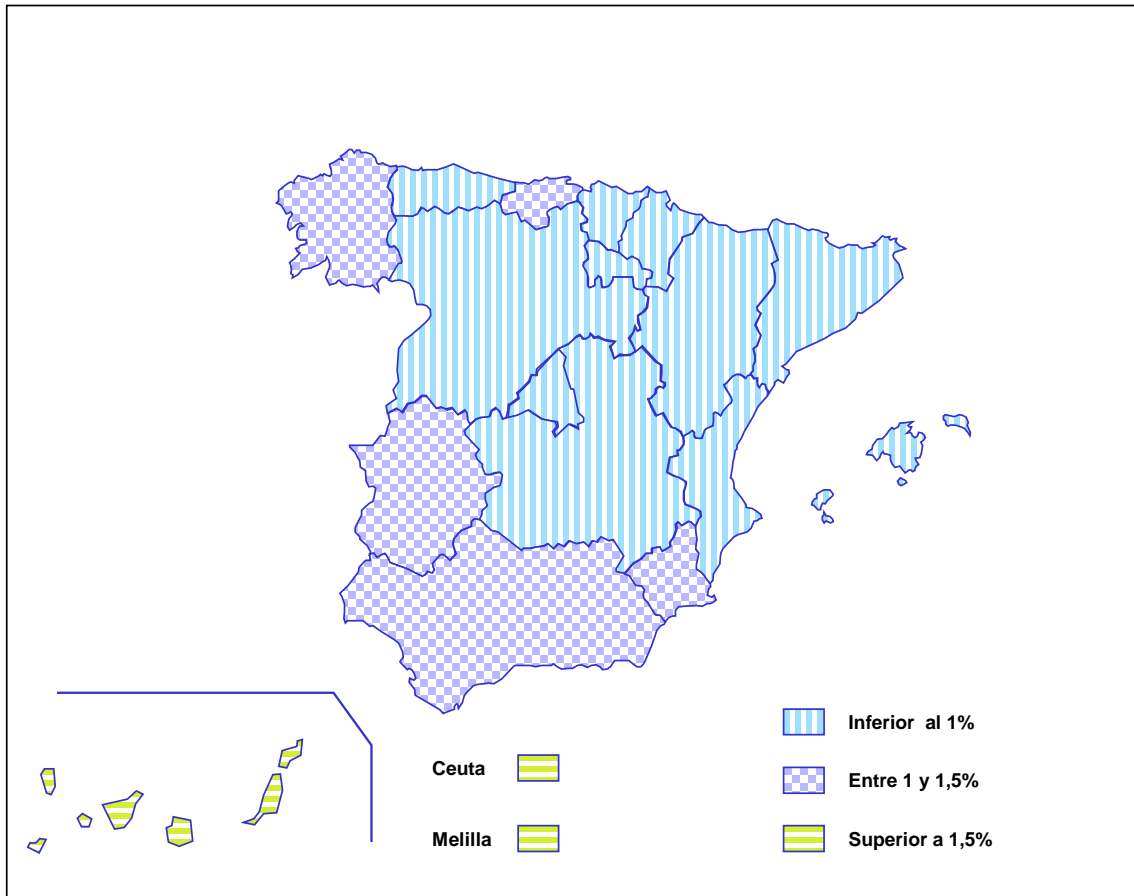 Inferior al 1%
Ceuta
Entre 1 y 1,5%
Melilla
Superior a 1,5%